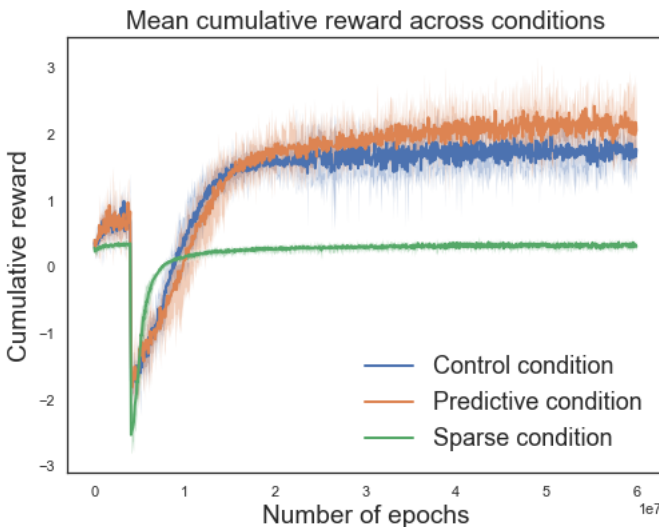 Mean cumulative reward across conditions
3
2
1
0
−1
−2
−3
Cumulative reward
Control condition
Predictive condition
Sparse condition
0 1 2 3 4 5 6
1e7
Number of epochs